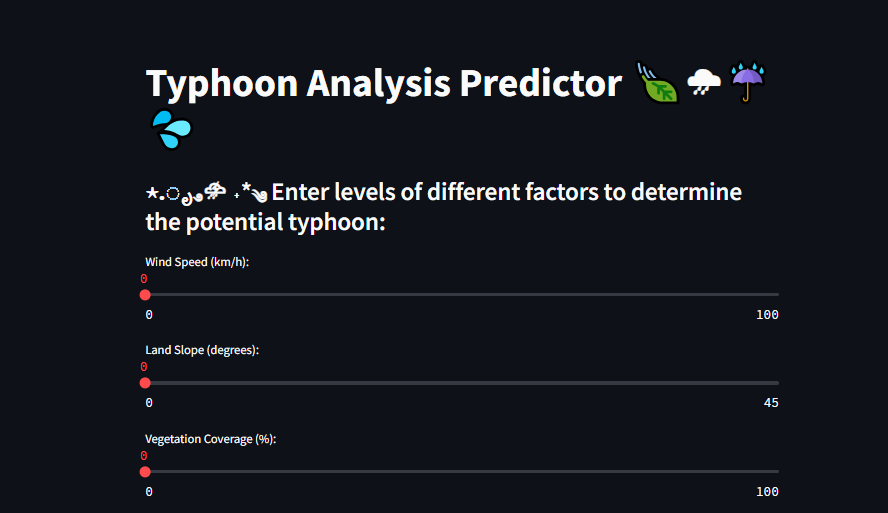 Typhoon Analysis Predictor 🍃 🌧 ☔
💦
Enter levels of different factors to determine
the potential typhoon:
Wind Speed (km/h):
0
0 100
Land Slope (degrees):
0
0 45
Vegetation Coverage (%):
0
0 100